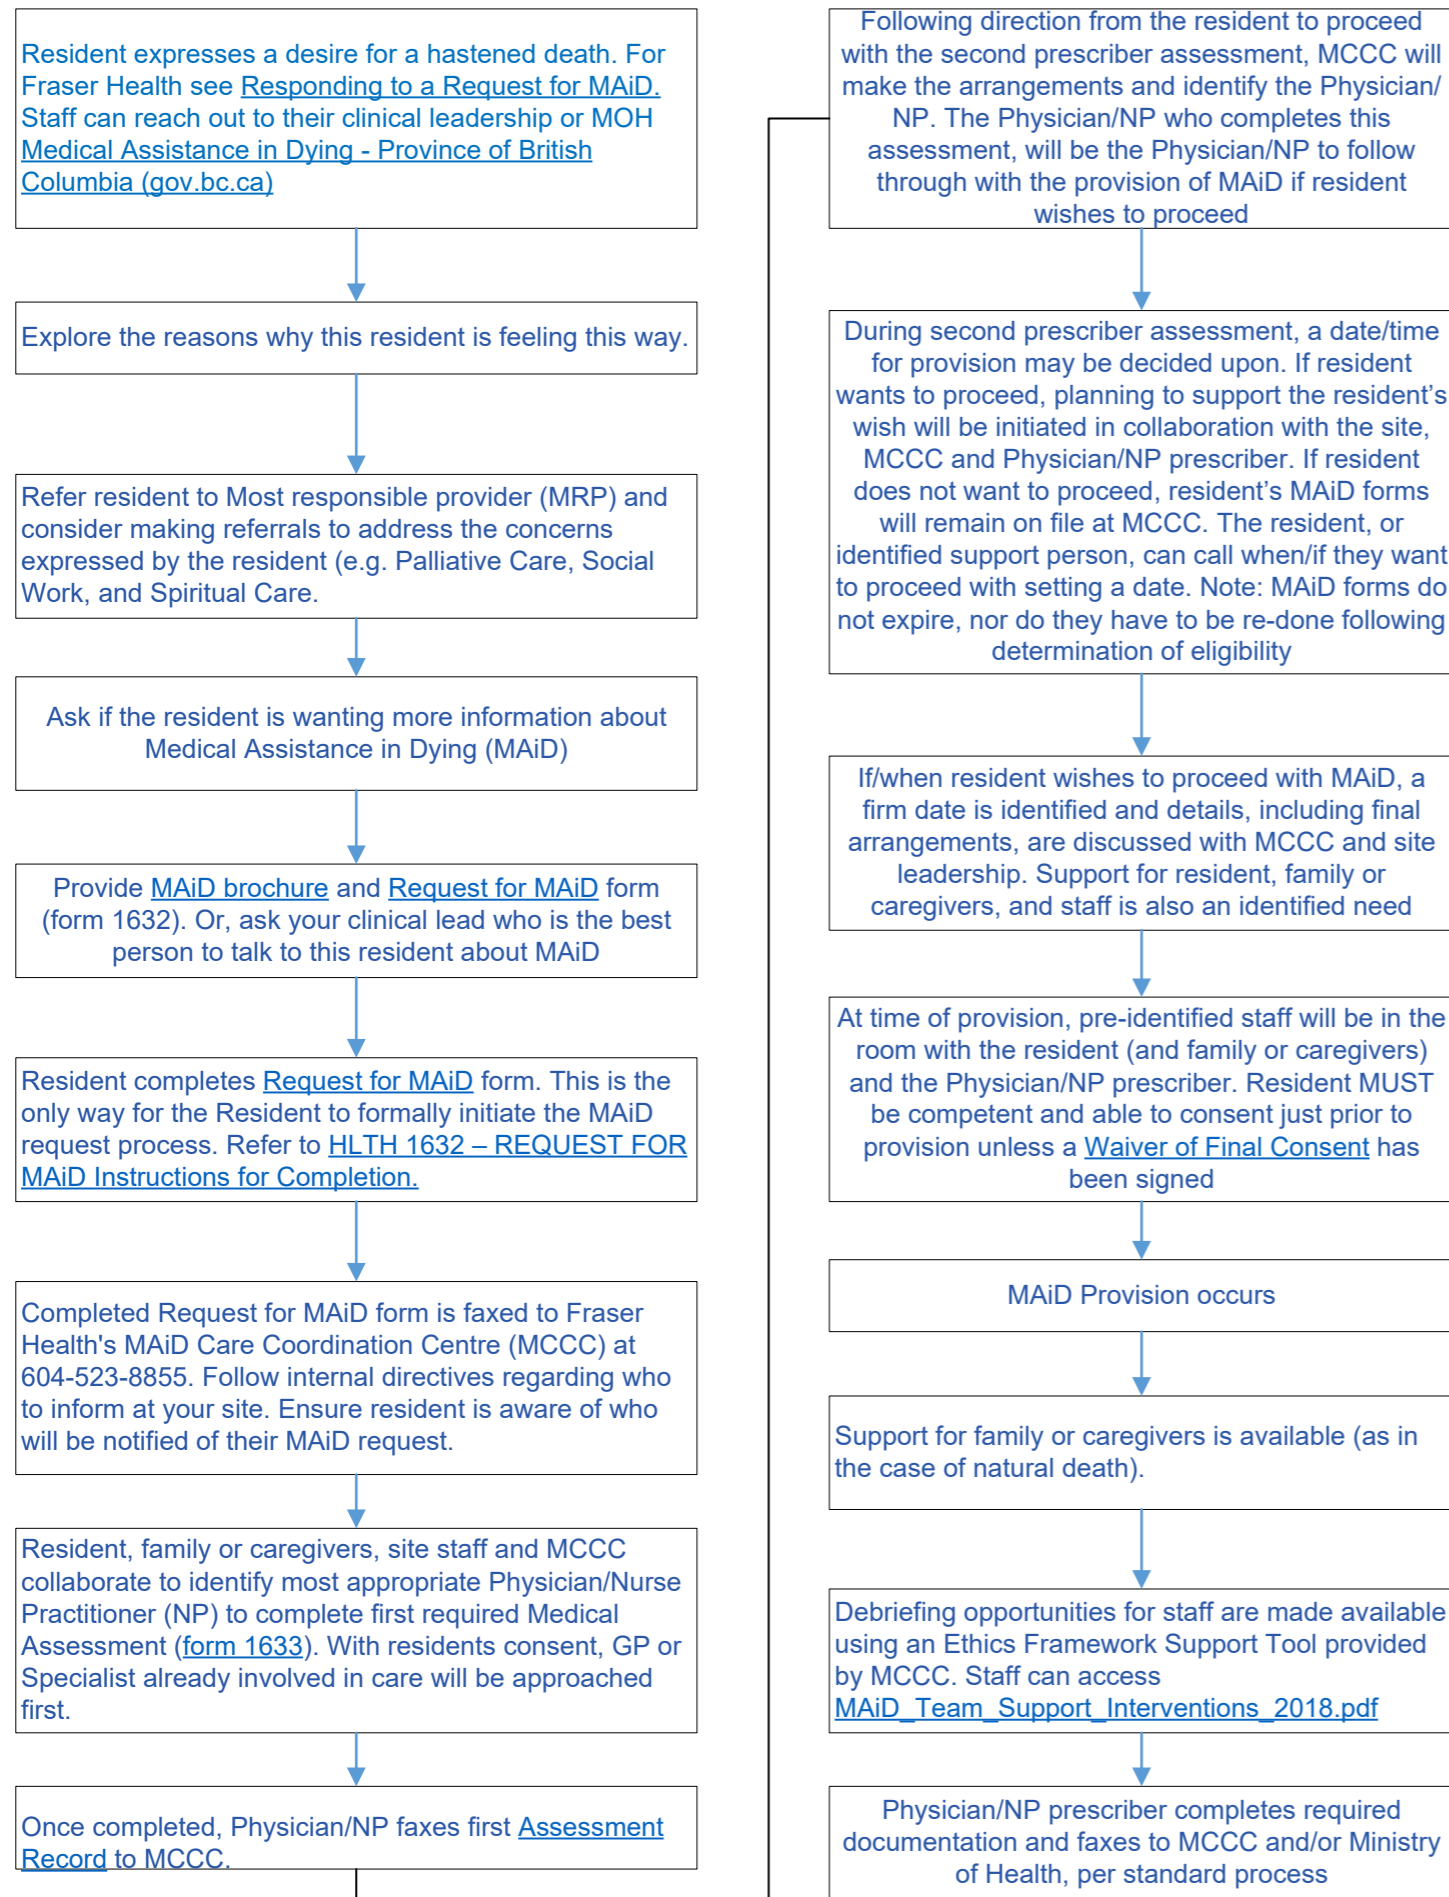 Resident expresses a desire for a hastened death. For
Fraser Health see Responding to a Request for MAiD.
Staff can reach out to their clinical leadership or MOH
Medical Assistance in Dying - Province of British
Columbia (gov.bc.ca)
Explore the reasons why this resident is feeling this way.
Refer resident to Most responsible provider (MRP) and
consider making referrals to address the concerns
expressed by the resident (e.g. Palliative Care, Social
Work, and Spiritual Care.
Ask if the resident is wanting more information about
Medical Assistance in Dying (MAiD)
Provide MAiD brochure and Request for MAiD form
(form 1632). Or, ask your clinical lead who is the best
person to talk to this resident about MAiD
Resident completes Request for MAiD form. This is the
only way for the Resident to formally initiate the MAiD
request process. Refer to HLTH 1632 – REQUEST FOR
MAiD Instructions for Completion.
Completed Request for MAiD form is faxed to Fraser
Health's MAiD Care Coordination Centre (MCCC) at
604-523-8855. Follow internal directives regarding who
to inform at your site. Ensure resident is aware of who
will be notified of their MAiD request.
Resident, family or caregivers, site staff and MCCC
collaborate to identify most appropriate Physician/Nurse
Practitioner (NP) to complete first required Medical
Assessment (form 1633). With residents consent, GP or
Specialist already involved in care will be approached
first.
Once completed, Physician/NP faxes first Assessment
Record to MCCC.
Following direction from the resident to proceed
with the second prescriber assessment, MCCC will
make the arrangements and identify the Physician/
NP. The Physician/NP who completes this
assessment, will be the Physician/NP to follow
through with the provision of MAiD if resident
wishes to proceed
During second prescriber assessment, a date/time
for provision may be decided upon. If resident
wants to proceed, planning to support the resident’s
wish will be initiated in collaboration with the site,
MCCC and Physician/NP prescriber. If resident
does not want to proceed, resident’s MAiD forms
will remain on file at MCCC. The resident, or
identified support person, can call when/if they want
to proceed with setting a date. Note: MAiD forms do
not expire, nor do they have to be re-done following
determination of eligibility
If/when resident wishes to proceed with MAiD, a
firm date is identified and details, including final
arrangements, are discussed with MCCC and site
leadership. Support for resident, family or
caregivers, and staff is also an identified need
At time of provision, pre-identified staff will be in the
room with the resident (and family or caregivers)
and the Physician/NP prescriber. Resident MUST
be competent and able to consent just prior to
provision unless a Waiver of Final Consent has
been signed
MAiD Provision occurs
Support for family or caregivers is available (as in
the case of natural death).
Debriefing opportunities for staff are made available
using an Ethics Framework Support Tool provided
by MCCC. Staff can access
MAiD_Team_Support_Interventions_2018.pdf
Physician/NP prescriber completes required
documentation and faxes to MCCC and/or Ministry
of Health, per standard process